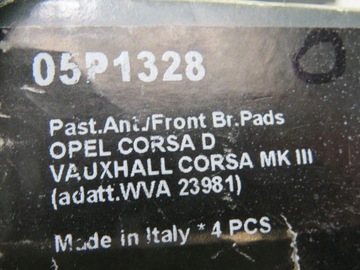 05P1328
Past.Ant./Front Br.Pads
OPEL CORSA D
VAUXHALL CORSA MK III
(adatt.WVA 23981)
Made in Italy * 4 PCS